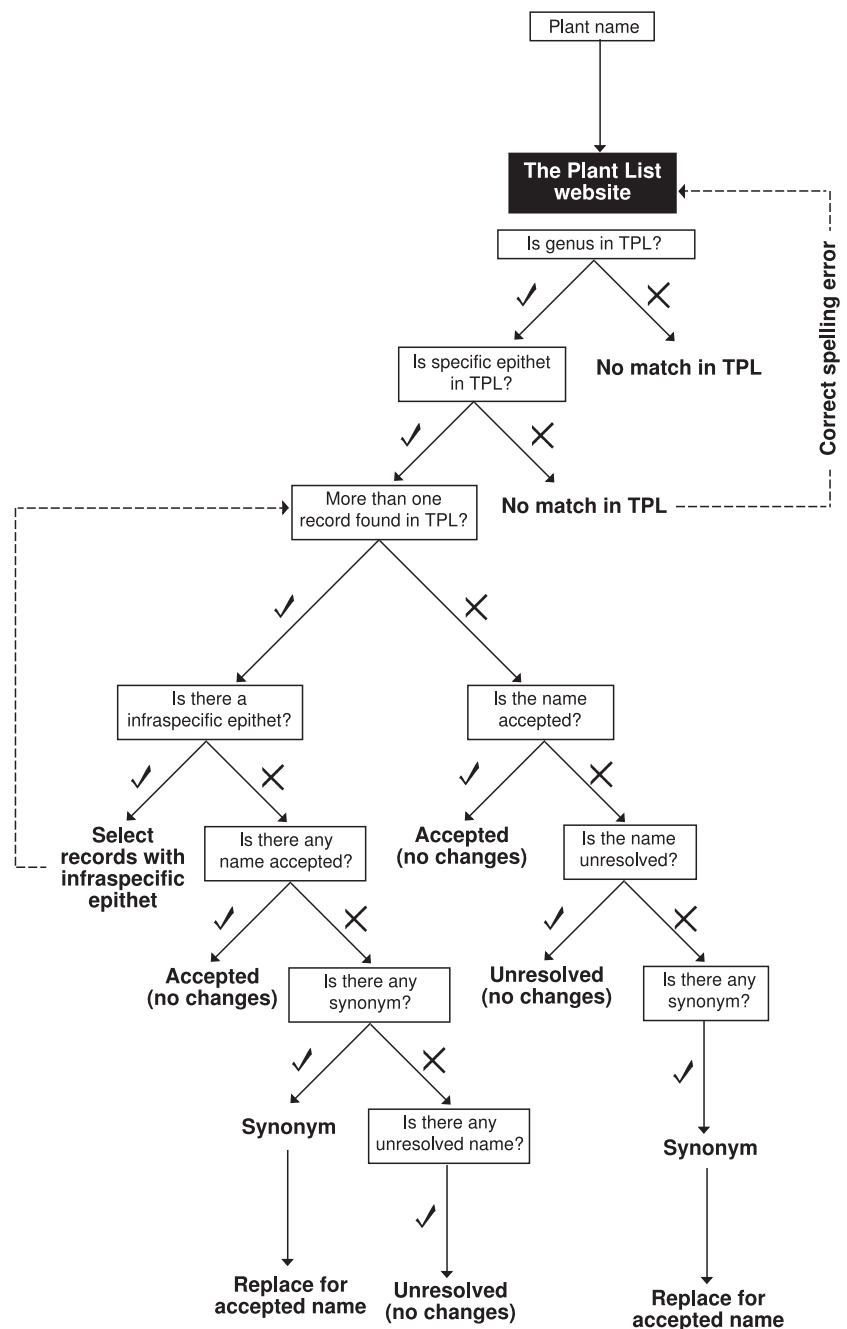 Plant name
The Plant List
website
Is genus in TPL?
Correct spelling error
Is specific epithet
in TPL?
No match in TPL
More than one
record found in TPL?
No match in TPL
Is there a
infraspecific epithet?
Is the name
accepted?
Select
records with
infraspecific
epithet
Is there any
name accepted?
Accepted
(no changes)
Is the name
unresolved?
Accepted
(no changes)
Is there any
synonym?
Unresolved
(no changes)
Is there any
synonym?
Synonym
Is there any
unresolved name?
Synonym
Replace for
accepted name
Unresolved
(no changes)
Replace for
accepted name